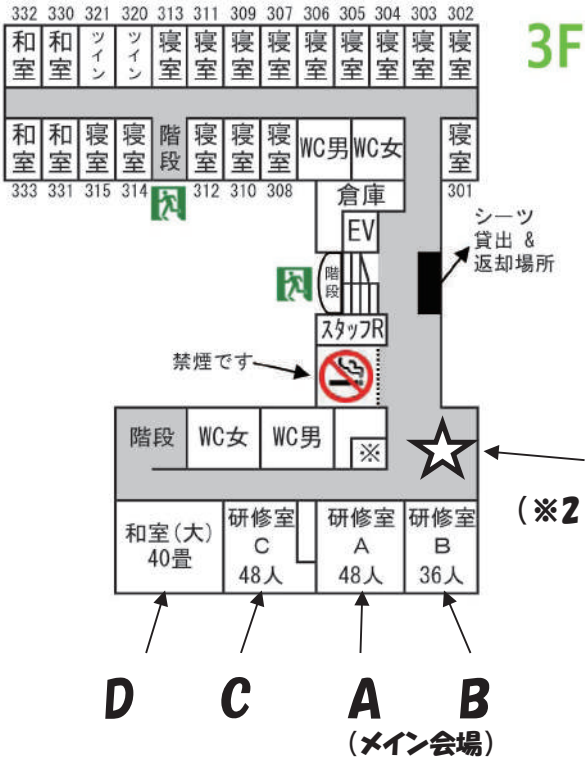 332 330 321 320 313 311 309 307 306 305 304 303 302
3F
和室 和室 ツイン ツイン 寝室 寝室 寝室 寝室 寝室 寝室 寝室 寝室 寝室
和室 和室 寝室 寝室 階段 寝室 寝室 寝室 WC男 WC女 寝室
333 331 315 314 312 310 308 301
倉庫
EV
シーツ
貸出 &
返却場所
階段
スタッフR
禁煙です
階段 WC女 WC男
※
(※2
和室(大)
40畳
研修室
C
48人
研修室
A
48人
研修室
B
36人
D C A B
(メイン会場)